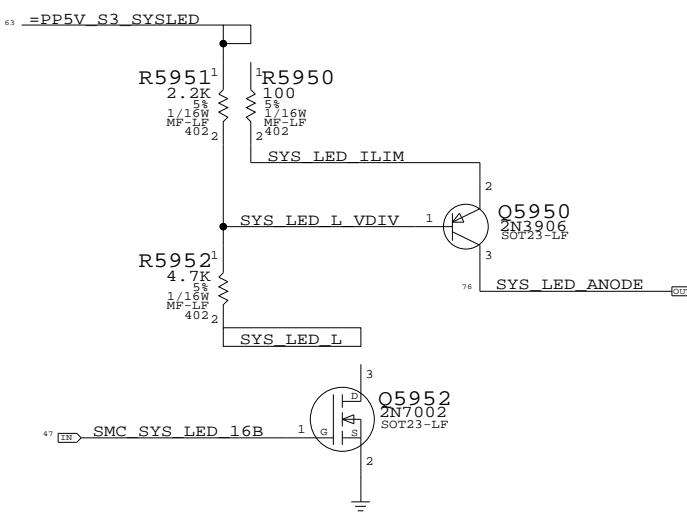 63 =PP5V_S3_SYSLED
R5951 1
2.2K
5%
1/16W
MF-LF
402
2
1 R5950
100
5%
1/16W
MF-LF
2 402
SYS_LED_ILIM
2
SYS_LED_L_VDIV 1
Q5950
2N3906
SOT23-LF
3
R5952 1
4.7K
5%
1/16W
MF-LF
402
2
76 SYS_LED_ANODE OUT
SYS_LED_L
3
D
Q5952
2N7002
SOT23-LF
47 IN SMC_SYS_LED_16B 1 G S
2